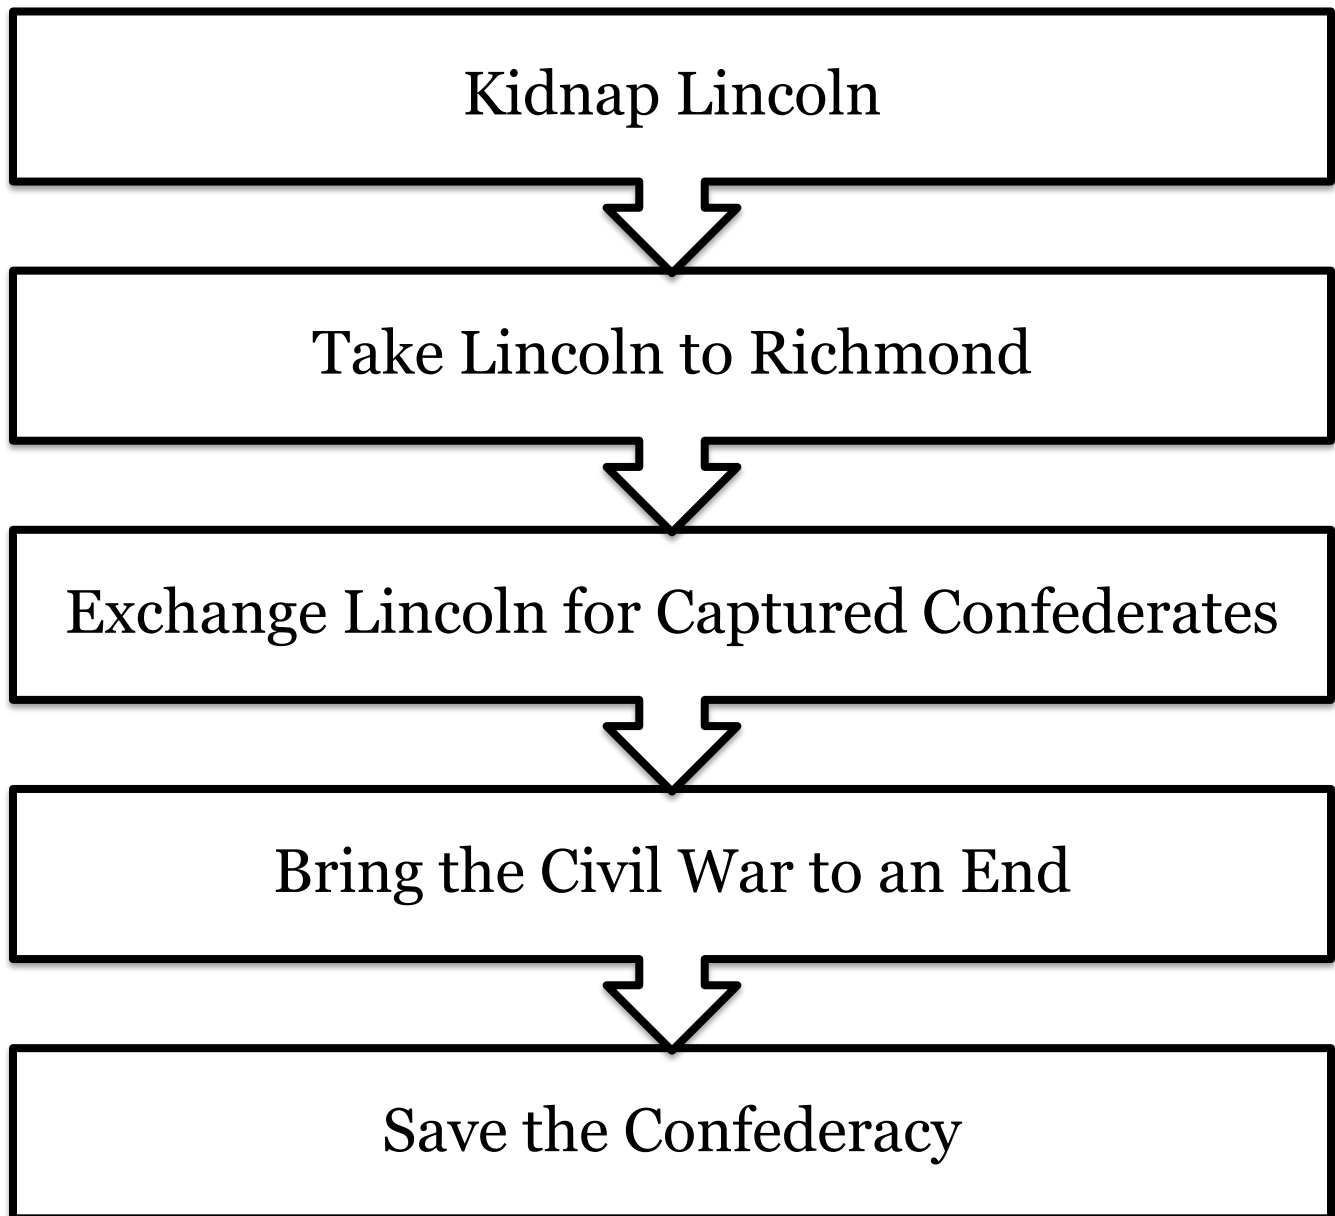 Kidnap Lincoln
Take Lincoln to Richmond
Exchange Lincoln for Captured Confederates
Bring the Civil War to an End
Save the Confederacy